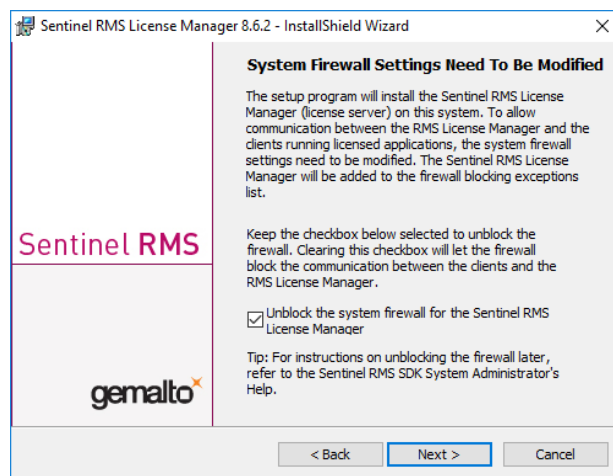 Sentinel RMS License Manager 8.6.2 - InstallShield Wizard
System Firewall Settings Need To Be Modified
The setup program will install the Sentinel RMS License
Manager (license server) on this system. To allow
communication between the RMS License Manager and the
clients running licensed applications, the system firewall
settings need to be modified. The Sentinel RMS License
Manager will be added to the firewall blocking exceptions
list.
Sentinel RMS
Keep the checkbox below selected to unblock the
firewall. Clearing this checkbox will let the firewall
block the communication between the clients and the
RMS License Manager.
Unblock the system firewall for the Sentinel RMS
License Manager
Tip: For instructions on unblocking the firewall later,
refer to the Sentinel RMS SDK System Administrator's
Help.
gemalto
< Back
Next >
Cancel